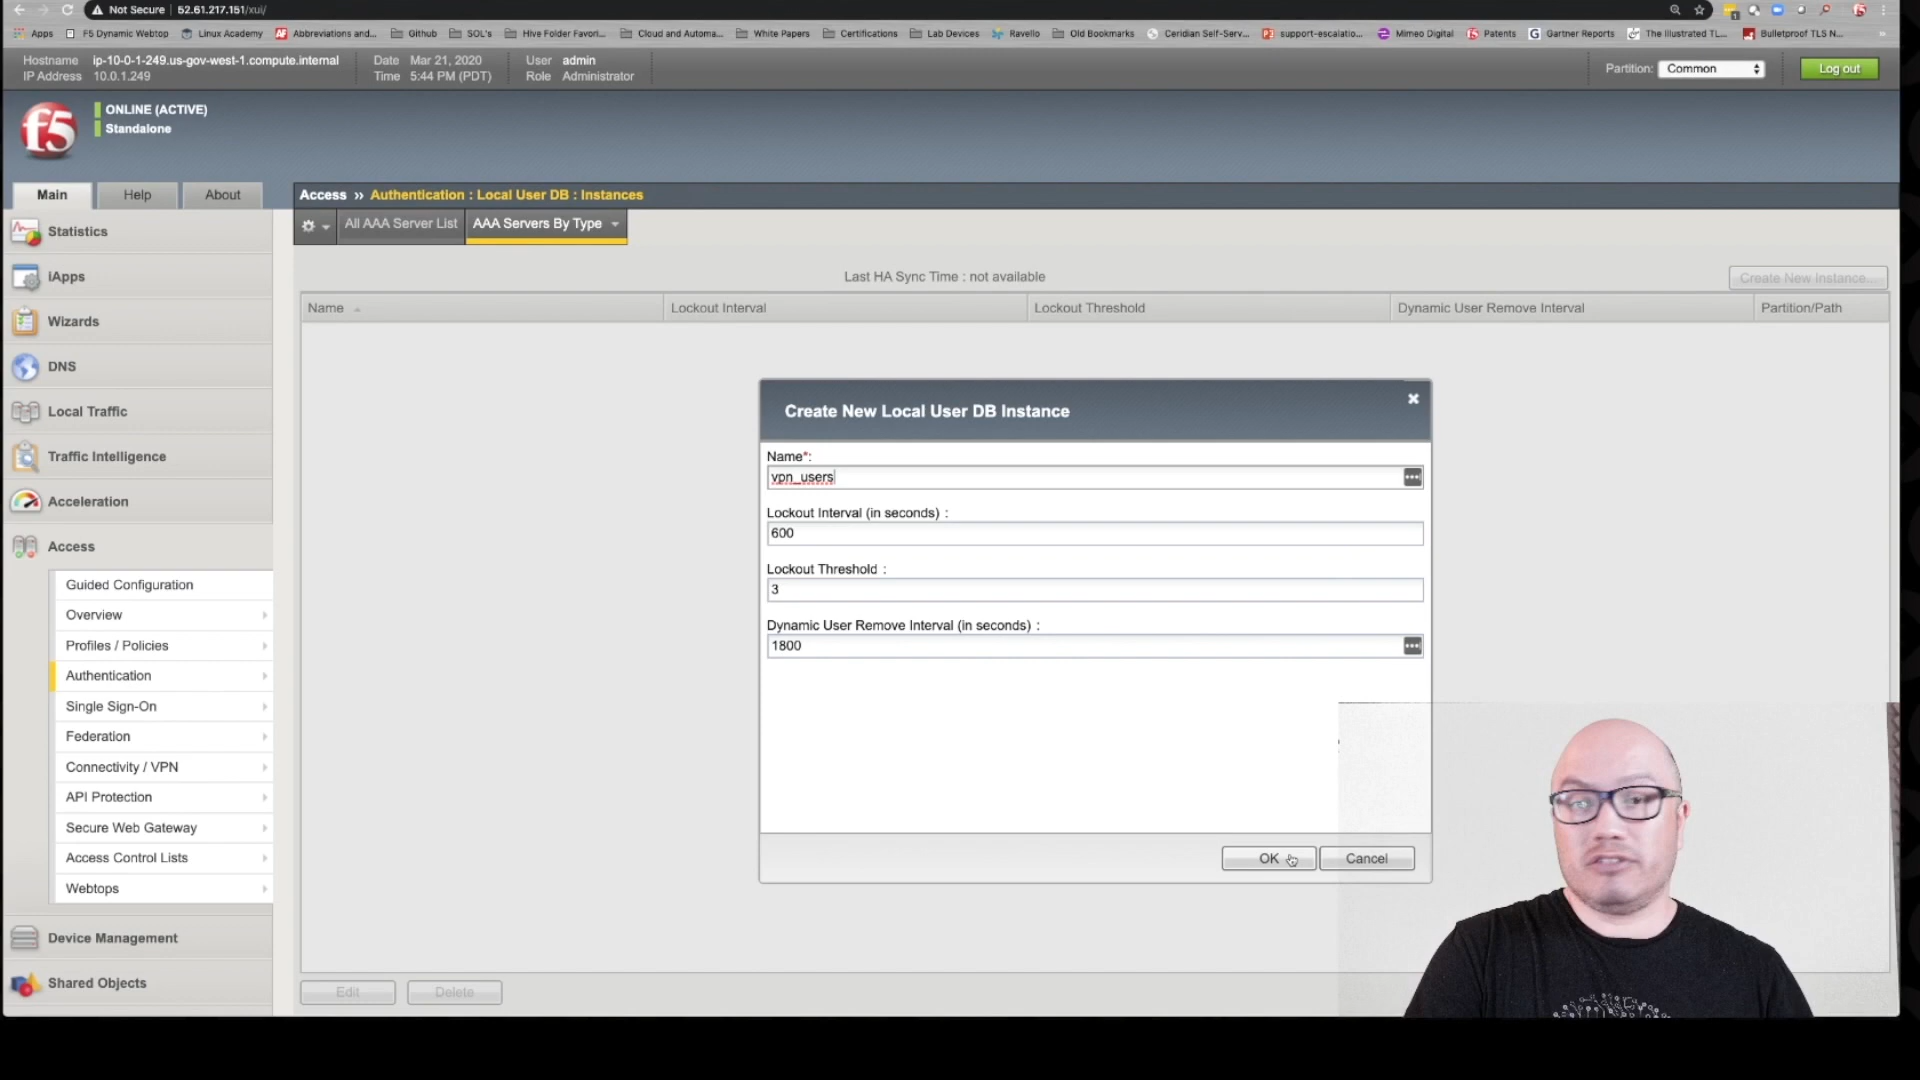 Not Secure | 52.61.217.151/xui/
Apps F5 Dynamic Webtop Linux Academy Abbreviations and... Github SOL's Hive Folder Favori... Cloud and Automa... White Papers Certifications Lab Devices Ravello Old Bookmarks Ceridian Self-Serv... support-escalatio... Mimeo Digital Patents Gartner Reports The Illustrated TL... Bulletproof TLS N...
Hostname ip-10-0-1-249.us-gov-west-1.compute.internal Date Mar 21, 2020 User admin
IP Address 10.0.1.249 Time 5:44 PM (PDT) Role Administrator
Partition: Common Log out
f5
ONLINE (ACTIVE)
Standalone
Main Help About
Access ›› Authentication : Local User DB : Instances
All AAA Server List AAA Servers By Type
Statistics
iApps
Wizards
DNS
Local Traffic
Traffic Intelligence
Acceleration
Access
Guided Configuration
Overview
Profiles / Policies
Authentication
Single Sign-On
Federation
Connectivity / VPN
API Protection
Secure Web Gateway
Access Control Lists
Webtops
Device Management
Shared Objects
Last HA Sync Time : not available
Create New Instance...
Name Lockout Interval Lockout Threshold Dynamic User Remove Interval Partition/Path
Create New Local User DB Instance
Name*:
vpn_users
Lockout Interval (in seconds) :
600
Lockout Threshold :
3
Dynamic User Remove Interval (in seconds) :
1800
OK Cancel
Edit Delete